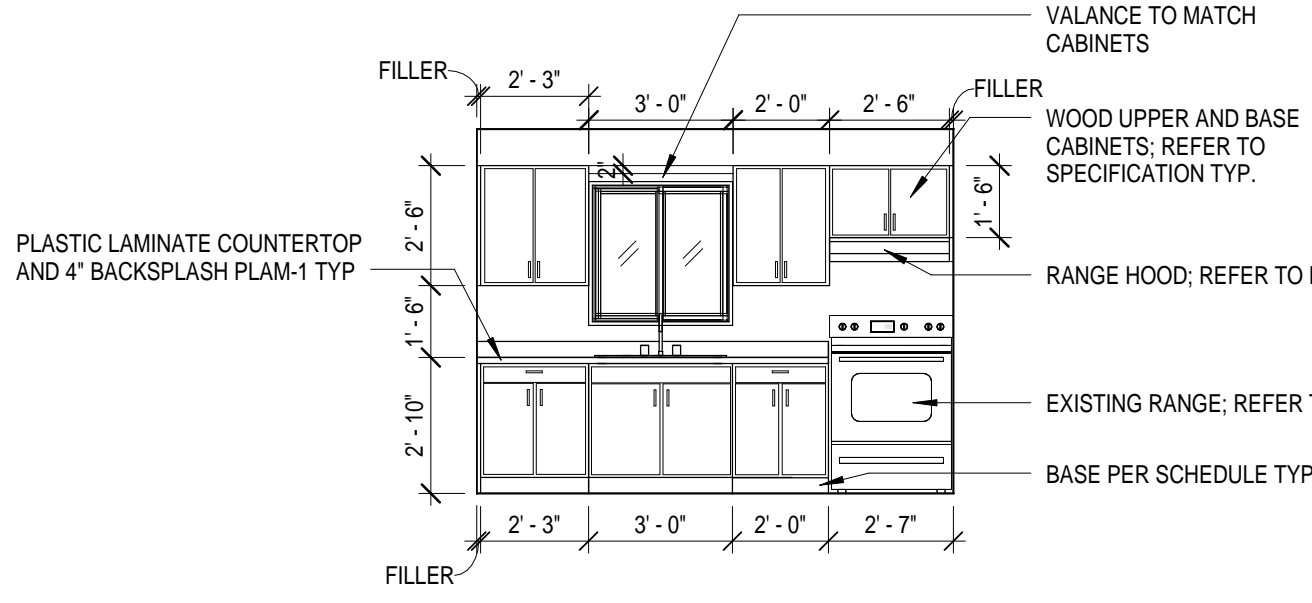 VALANCE TO MATCH
CABINETS
FILLER
2' - 3"
3' - 0"
2' - 0"
2' - 6"
FILLER
WOOD UPPER AND BASE
CABINETS; REFER TO
SPECIFICATION TYP.
2"
2' - 6"
1' - 6"
PLASTIC LAMINATE COUNTERTOP
AND 4" BACKSPLASH PLAM-1 TYP
RANGE HOOD; REFER TO
1' - 6"
2' - 10"
EXISTING RANGE; REFER
BASE PER SCHEDULE TYP
2' - 3"
3' - 0"
2' - 0"
2' - 7"
FILLER